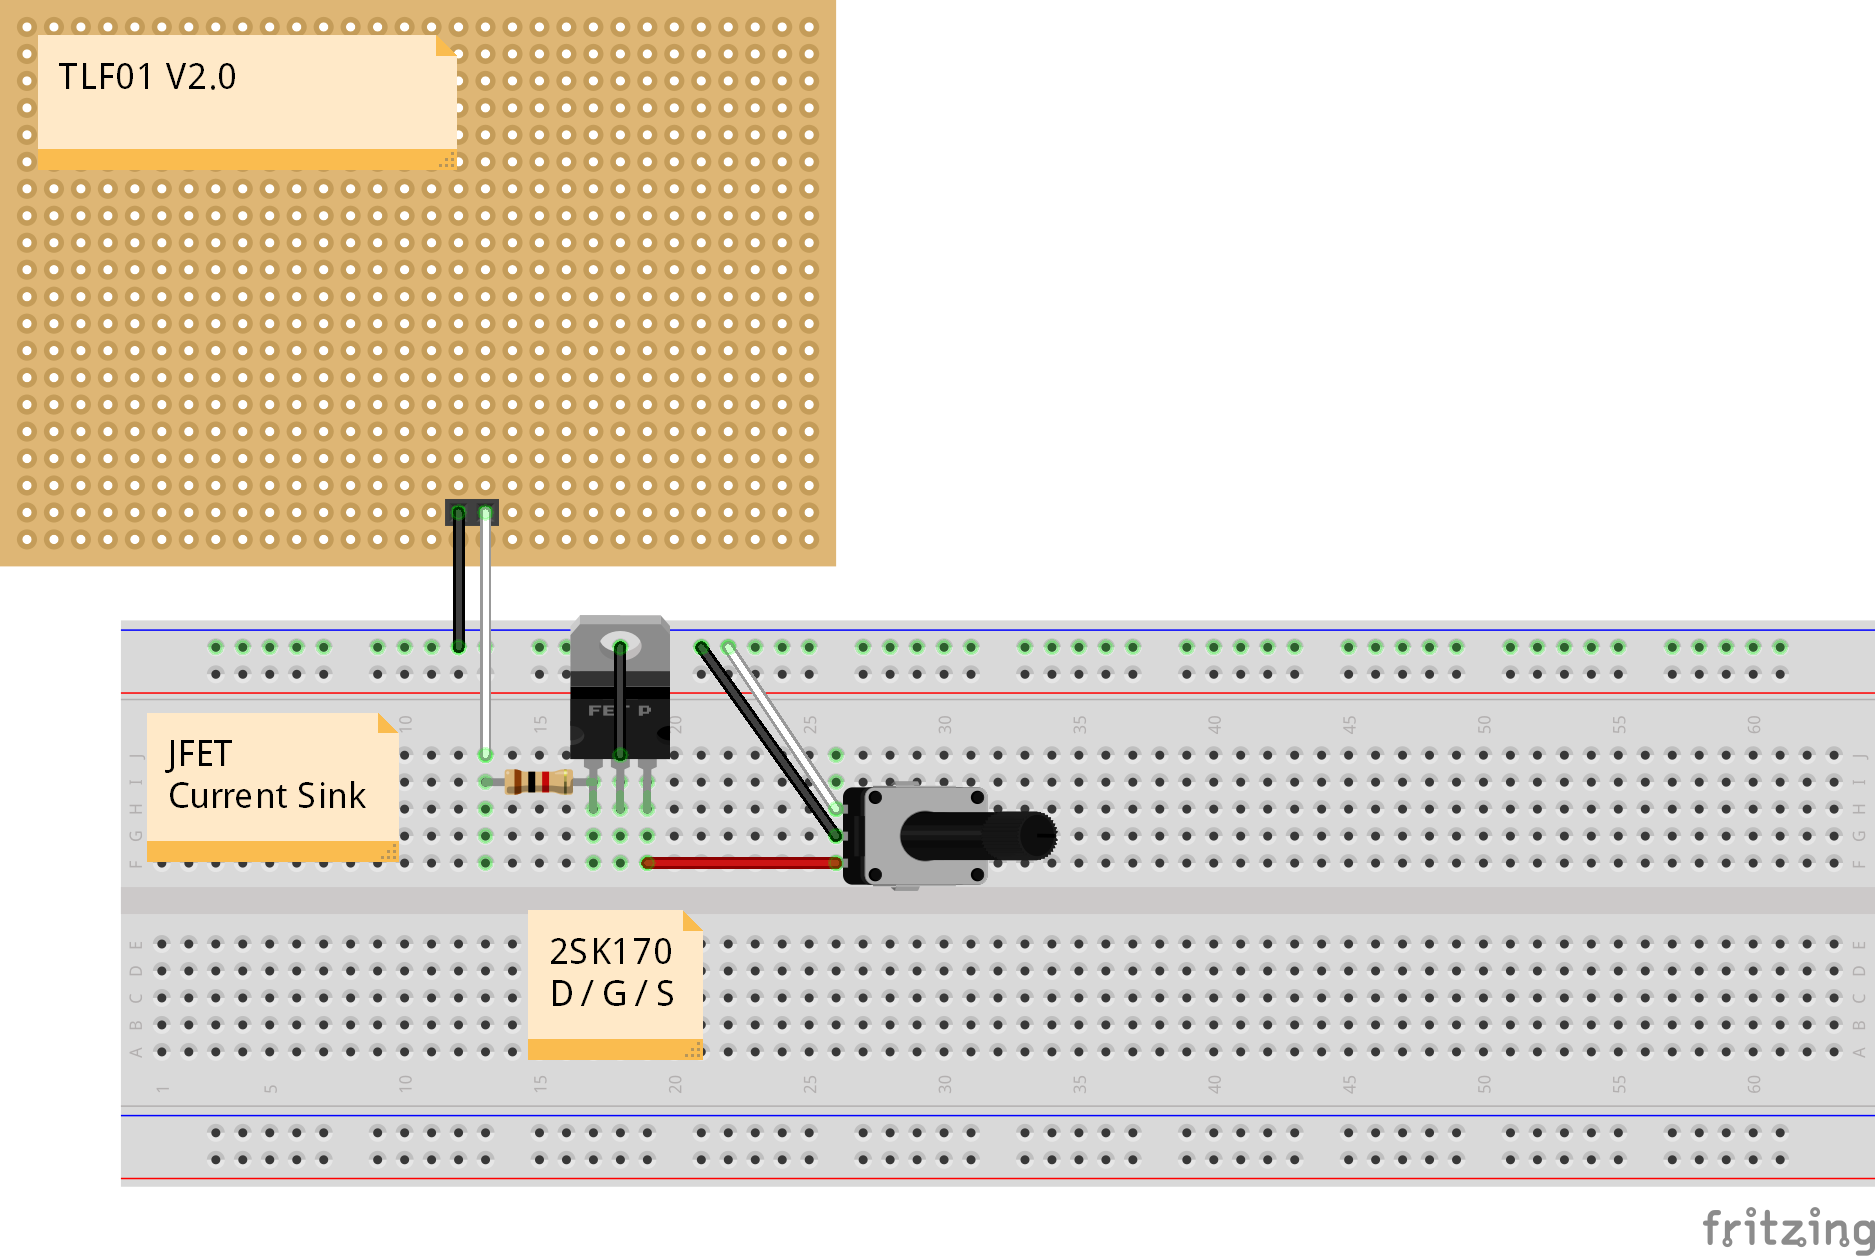 TLF01 V2.0
FET p
10 15 20 25 30 35 40 45 50 55 60
JFET
Current Sink
J J
I I
H H
G G
F F
2SK170
D / G / S
E E
D D
C C
B B
A A
1 5 10 15 20 25 30 35 40 45 50 55 60
fritzing